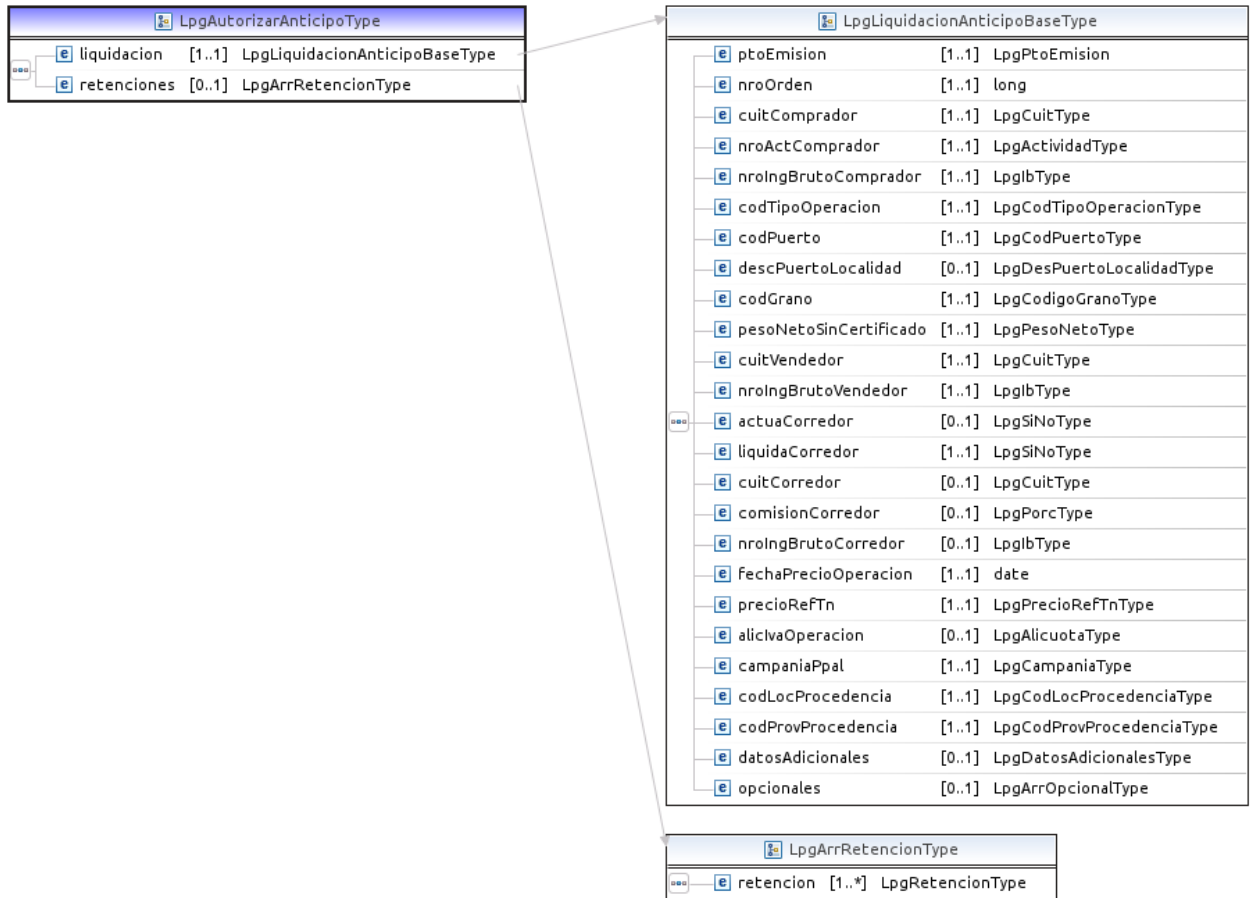 LpgAutorizarAnticipoType
e liquidacion [1..1] LpgLiquidacionAnticipoBaseType
e retenciones [0..1] LpgArrRetencionType
LpgLiquidacionAnticipoBaseType
e ptoEmision [1..1] LpgPtoEmision
e nroOrden [1..1] long
e cuitComprador [1..1] LpgCuitType
e nroActComprador [1..1] LpgActividadType
e nroIngBrutoComprador [1..1] LpgIbType
e codTipoOperacion [1..1] LpgCodTipoOperacionType
e codPuerto [1..1] LpgCodPuertoType
e descPuertoLocalidad [0..1] LpgDesPuertoLocalidadType
e codGrano [1..1] LpgCodigoGranoType
e pesoNetoSinCertificado [1..1] LpgPesoNetoType
e cuitVendedor [1..1] LpgCuitType
e nroIngBrutoVendedor [1..1] LpgIbType
e actuaCorredor [0..1] LpgSiNoType
e liquidaCorredor [1..1] LpgSiNoType
e cuitCorredor [0..1] LpgCuitType
e comisionCorredor [0..1] LpgPorcType
e nroIngBrutoCorredor [0..1] LpgIbType
e fechaPrecioOperacion [1..1] date
e precioRefTn [1..1] LpgPrecioRefTnType
e alicIvaOperacion [0..1] LpgAlicuotaType
e campaniaPpal [1..1] LpgCampaniaType
e codLocProcedencia [1..1] LpgCodLocProcedenciaType
e codProvProcedencia [1..1] LpgCodProvProcedenciaType
e datosAdicionales [0..1] LpgDatosAdicionalesType
e opcionales [0..1] LpgArrOpcionalType
LpgArrRetencionType
e retencion [1..*] LpgRetencionType